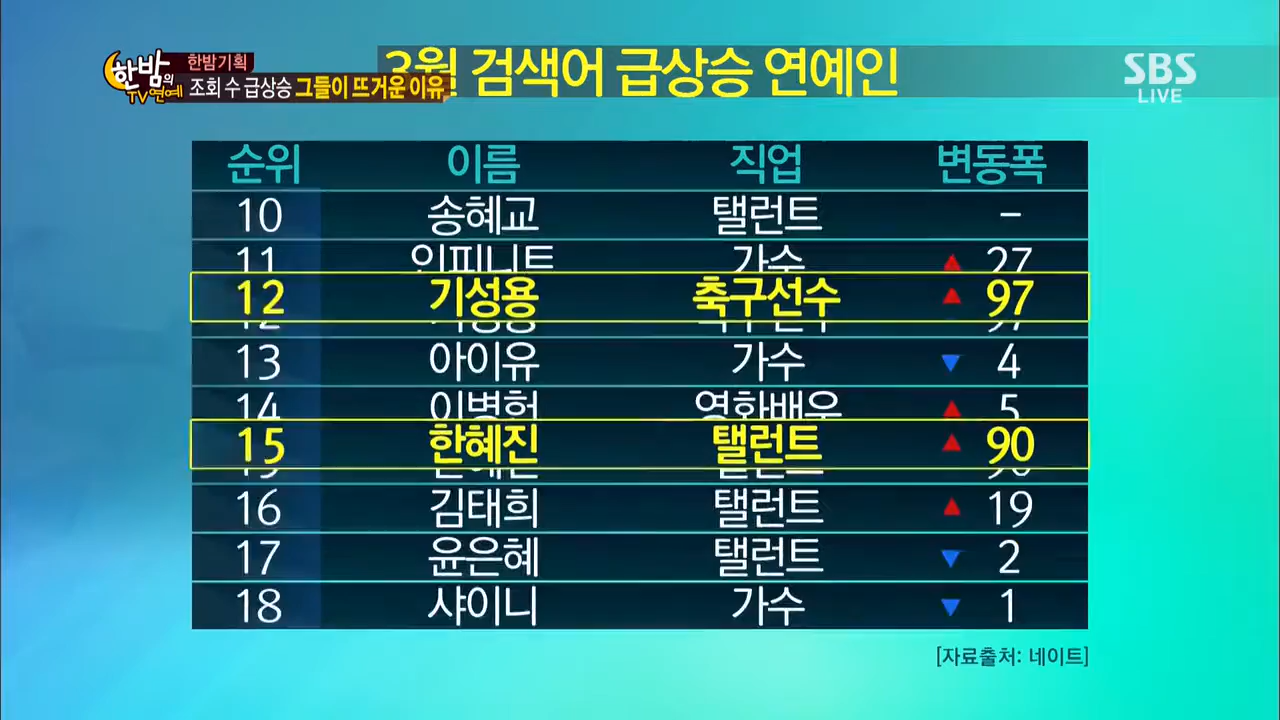 한밤의
TV연예
한밤기획
조회 수 급상승 그들이 뜨거운 이유
3월 검색어 급상승 연예인
SBS
LIVE
순위 이름 직업 변동폭
10 송혜교 탤런트 –
11 인피니트 가수 ▲ 27
12 기성용 축구선수 ▲ 97
13 아이유 가수 ▼ 4
14 이병헌 영화배우 ▲ 5
15 한혜진 탤런트 ▲ 90
16 김태희 탤런트 ▲ 19
17 윤은혜 탤런트 ▼ 2
18 샤이니 가수 ▼ 1
[자료출처: 네이트]